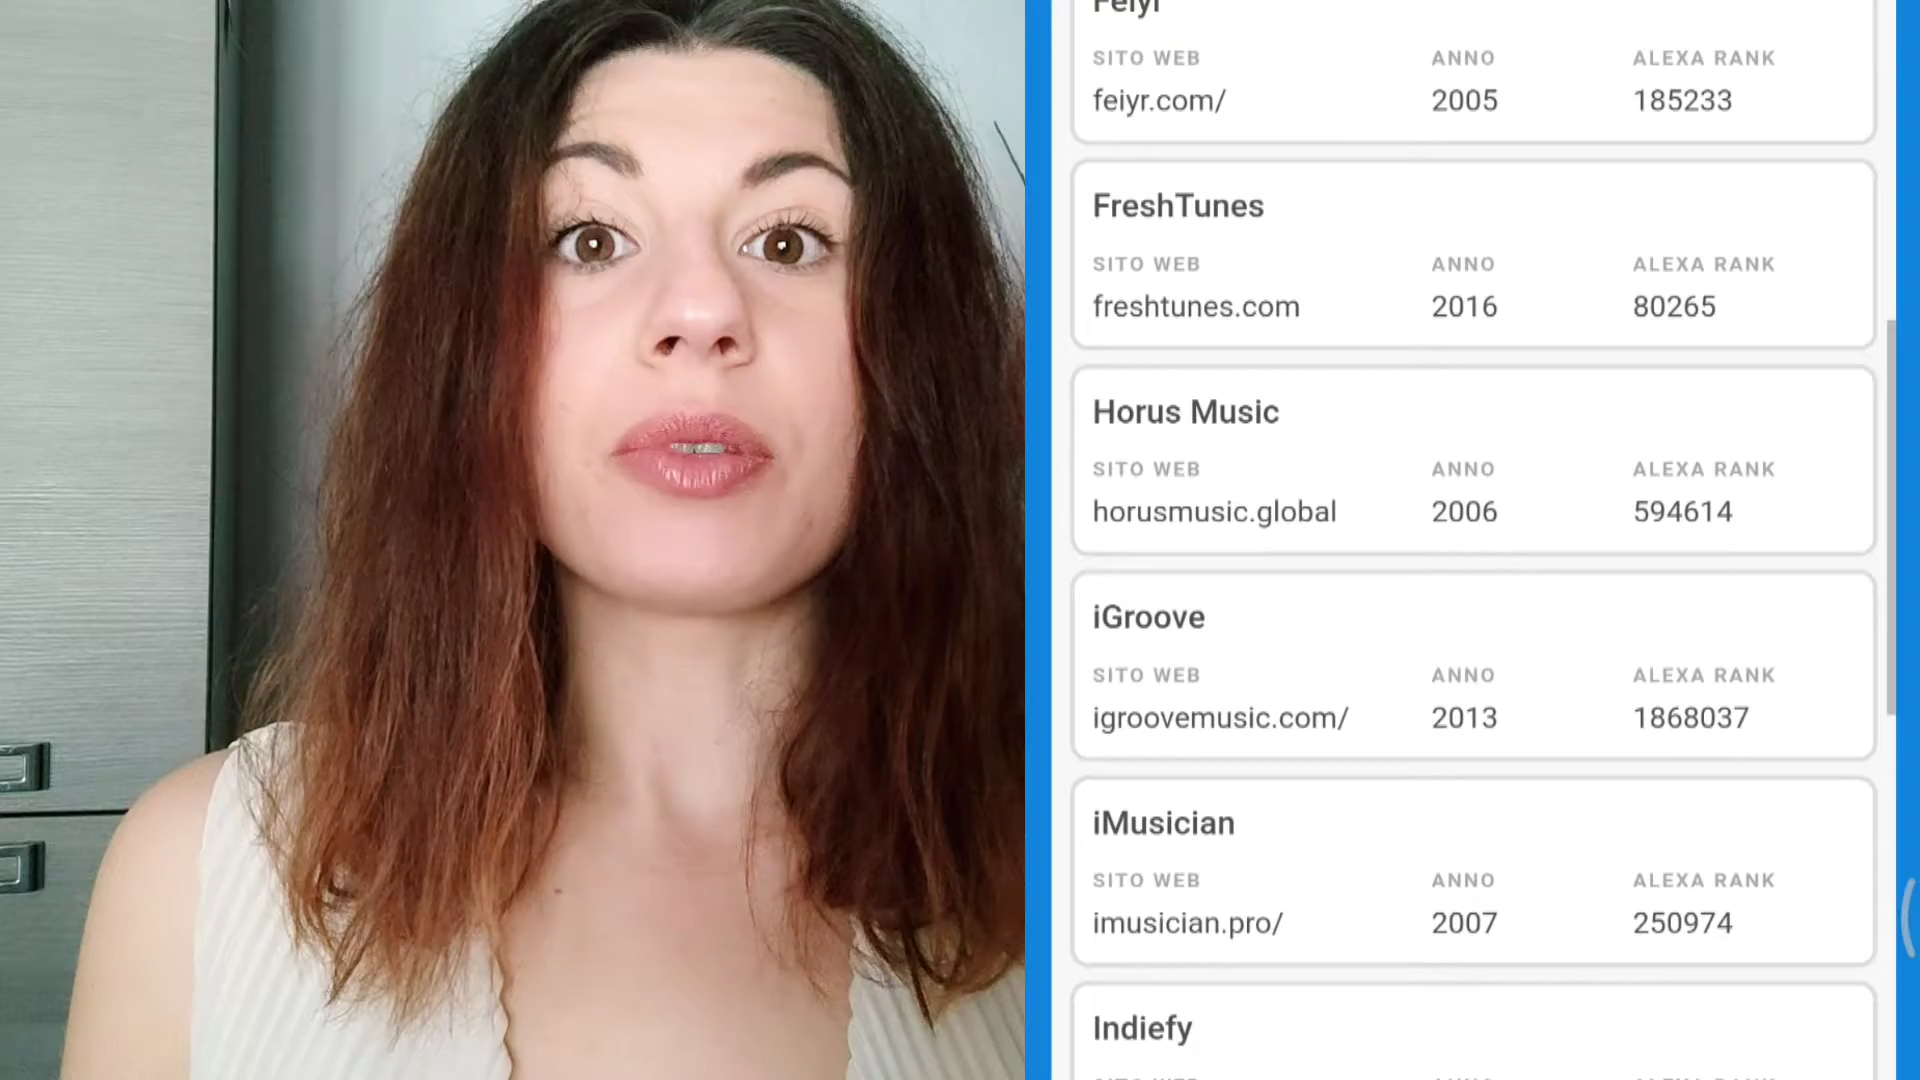 Feiyr
SITO WEB ANNO ALEXA RANK
feiyr.com/ 2005 185233
FreshTunes
SITO WEB ANNO ALEXA RANK
freshtunes.com 2016 80265
Horus Music
SITO WEB ANNO ALEXA RANK
horusmusic.global 2006 594614
iGroove
SITO WEB ANNO ALEXA RANK
igroovemusic.com/ 2013 1868037
iMusician
SITO WEB ANNO ALEXA RANK
imusician.pro/ 2007 250974
Indiefy